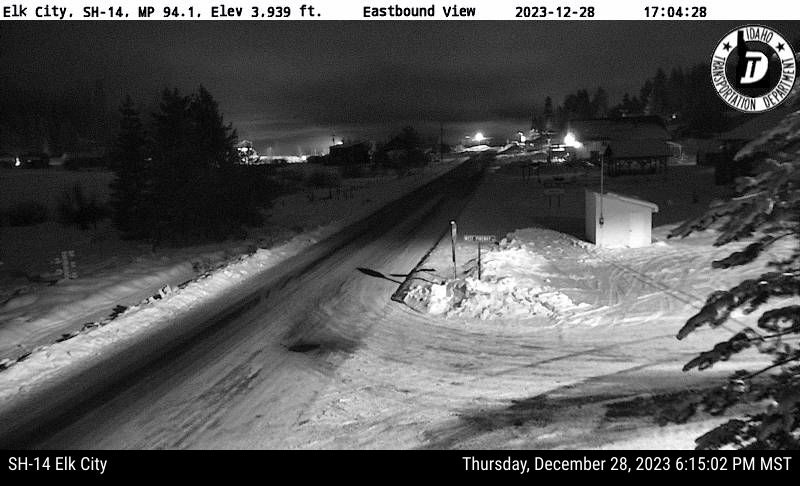 Elk City, SH-14, MP 94.1, Elev 3,939 ft. Eastbound View 2023-12-28 17:04:28
IDAHO TRANSPORTATION DEPARTMENT
SH-14 Elk City Thursday, December 28, 2023 6:15:02 PM MST